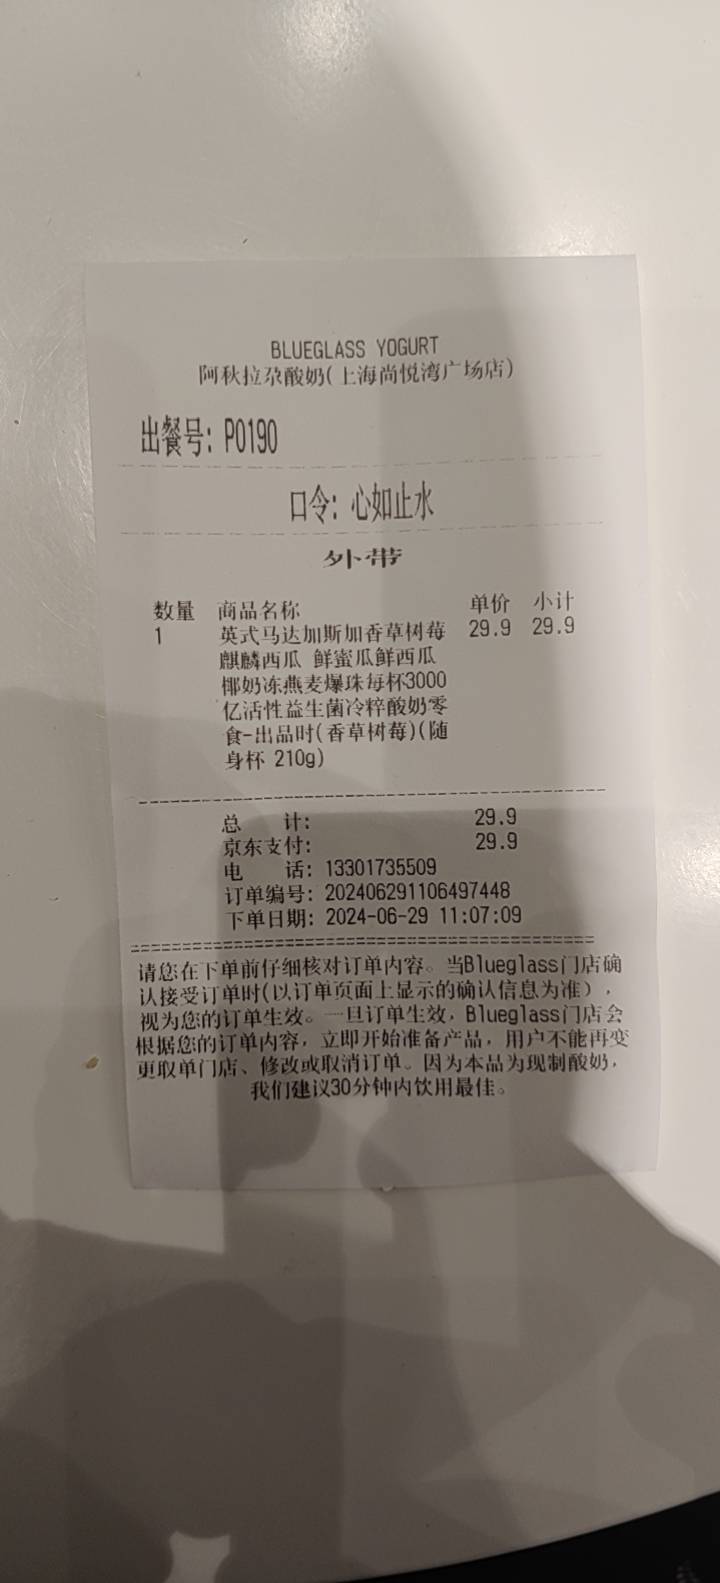 BLUEGLASS YOGURT
阿秋拉尕酸奶(上海尚悦湾广场店)
出餐号: P0190
口令: 心如止水
外带
数量 商品名称 单价 小计
1 英式马达加斯加香草树莓 29.9 29.9
麒麟西瓜 鲜蜜瓜鲜西瓜
椰奶冻燕麦爆珠每杯3000
亿活性益生菌冷粹酸奶零
食-出品时(香草树莓)(随
身杯 210g)
总 计: 29.9
京东支付: 29.9
电 话: 13301735509
订单编号: 202406291106497448
下单日期: 2024-06-29 11:07:09
请您在下单前仔细核对订单内容。当Blueglass门店确
认接受订单时(以订单页面上显示的确认信息为准),
视为您的订单生效。一旦订单生效，Blueglass门店会
根据您的订单内容，立即开始准备产品，用户不能再变
更取单门店、修改或取消订单。因为本品为现制酸奶，
我们建议30分钟内饮用最佳。